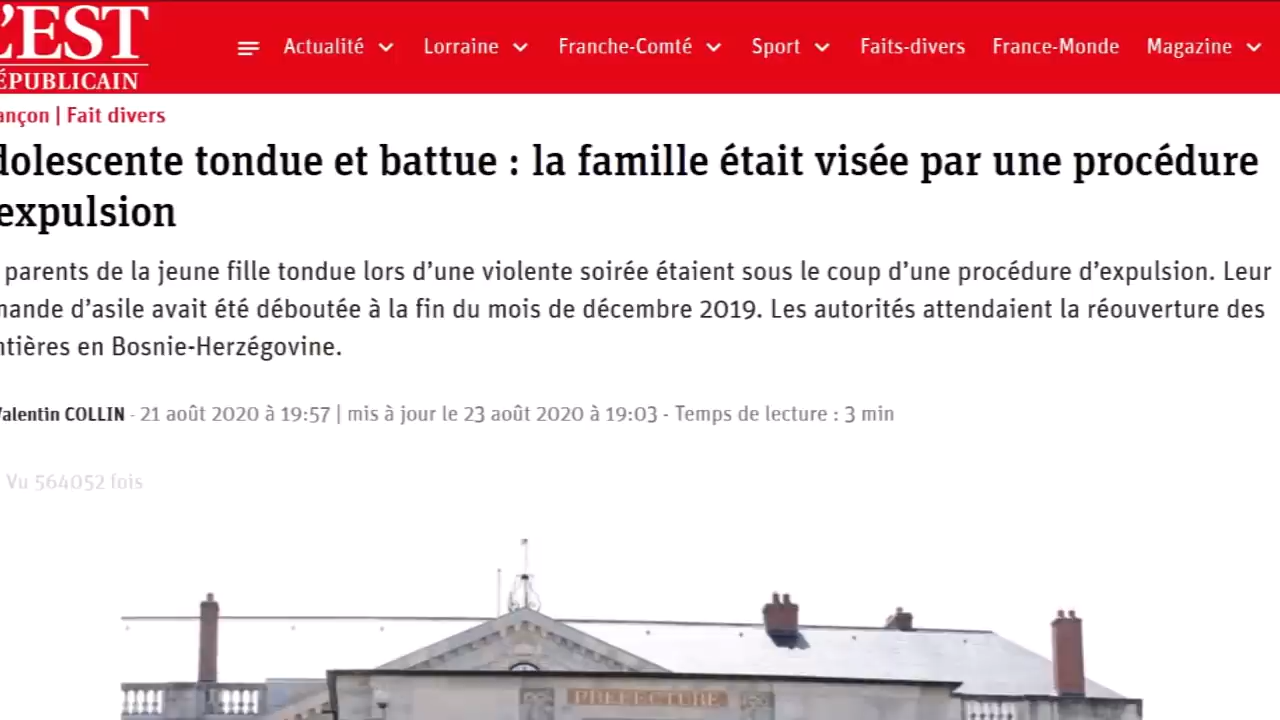 L'EST
RÉPUBLICAIN
Actualité Lorraine Franche-Comté Sport Faits-divers France-Monde Magazine
ançon | Fait divers
dolescente tondue et battue : la famille était visée par une procédure
expulsion
parents de la jeune fille tondue lors d'une violente soirée étaient sous le coup d'une procédure d'expulsion. Leur
mande d'asile avait été déboutée à la fin du mois de décembre 2019. Les autorités attendaient la réouverture des
ntières en Bosnie-Herzégovine.
Valentin COLLIN - 21 août 2020 à 19:57 | mis à jour le 23 août 2020 à 19:03 - Temps de lecture : 3 min
Vu 564052 fois
PREFECTURE